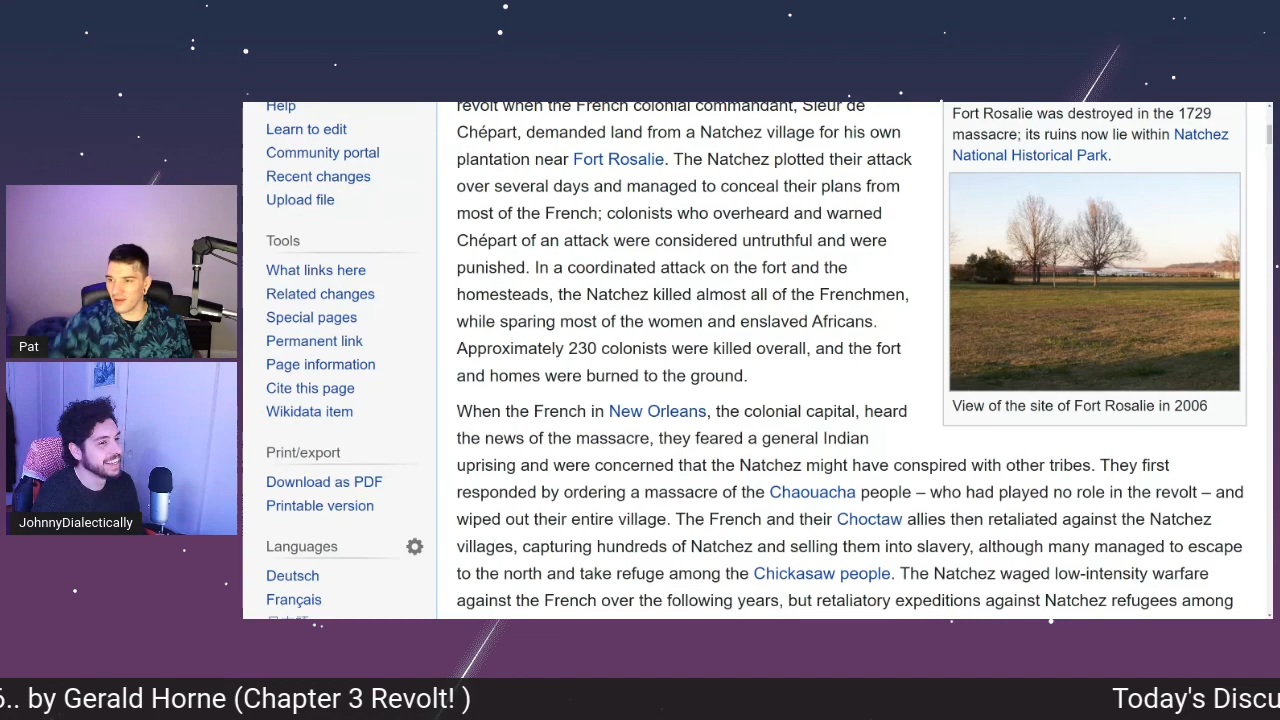 Help
Learn to edit
Community portal
Recent changes
Upload file
Tools
What links here
Related changes
Special pages
Permanent link
Page information
Cite this page
Wikidata item
Print/export
Download as PDF
Printable version
Languages
Deutsch
Français
revolt when the French colonial commandant, Sieur de
Chépart, demanded land from a Natchez village for his own
plantation near Fort Rosalie. The Natchez plotted their attack
over several days and managed to conceal their plans from
most of the French; colonists who overheard and warned
Chépart of an attack were considered untruthful and were
punished. In a coordinated attack on the fort and the
homesteads, the Natchez killed almost all of the Frenchmen,
while sparing most of the women and enslaved Africans.
Approximately 230 colonists were killed overall, and the fort
and homes were burned to the ground.
When the French in New Orleans, the colonial capital, heard
the news of the massacre, they feared a general Indian
uprising and were concerned that the Natchez might have conspired with other tribes. They first
responded by ordering a massacre of the Chaouacha people – who had played no role in the revolt – and
wiped out their entire village. The French and their Choctaw allies then retaliated against the Natchez
villages, capturing hundreds of Natchez and selling them into slavery, although many managed to escape
to the north and take refuge among the Chickasaw people. The Natchez waged low-intensity warfare
against the French over the following years, but retaliatory expeditions against Natchez refugees among
Fort Rosalie was destroyed in the 1729
massacre; its ruins now lie within Natchez
National Historical Park.
View of the site of Fort Rosalie in 2006
Pat
JohnnyDialectically
6.. by Gerald Horne (Chapter 3 Revolt! )
Today's Discu